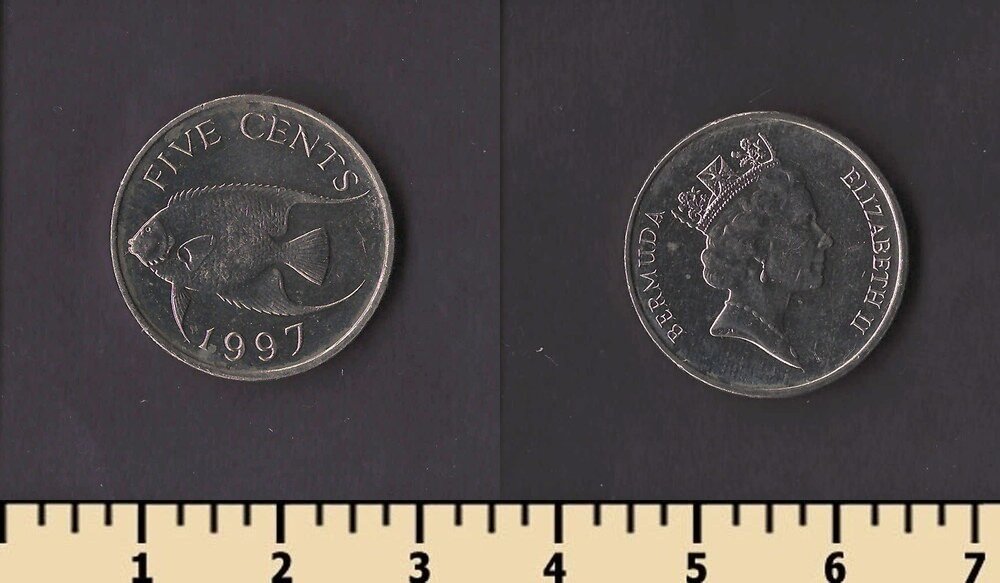 FIVE CENTS
1997
BERMUDA
ELIZABETH II
1 2 3 4 5 6 7